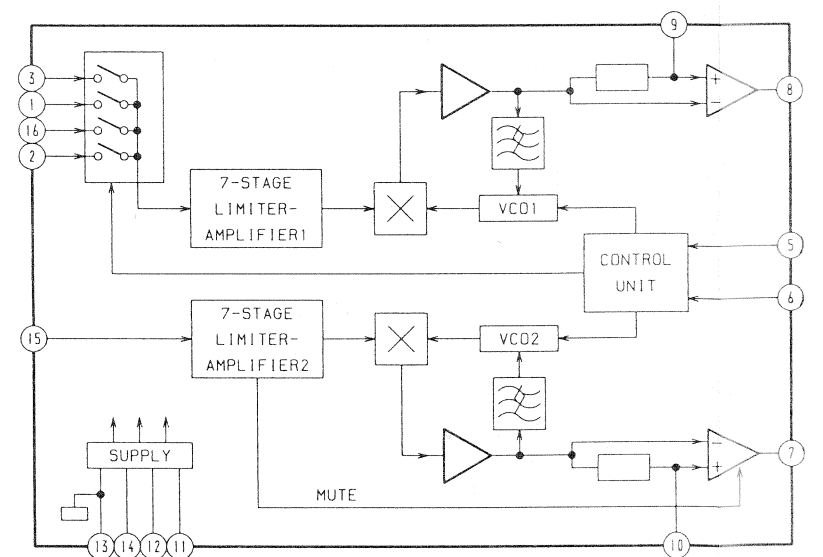 9
3
8
1
16
2
7-STAGE
LIMITER-
AMPLIFIER1
VCO1
5
CONTROL
UNIT
6
7-STAGE
LIMITER-
AMPLIFIER2
15
VCO2
SUPPLY
7
MUTE
13
14
12
11
10
+
−
−
+